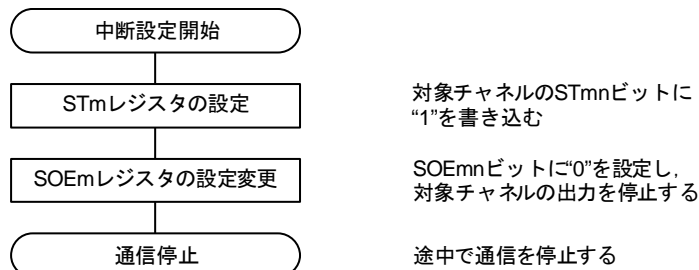 中断設定開始
STmレジスタの設定
対象チャネルのSTmnビットに
“1”を書き込む
SOEmレジスタの設定変更
SOEmnビットに“0”を設定し,
対象チャネルの出力を停止する
通信停止
途中で通信を停止する